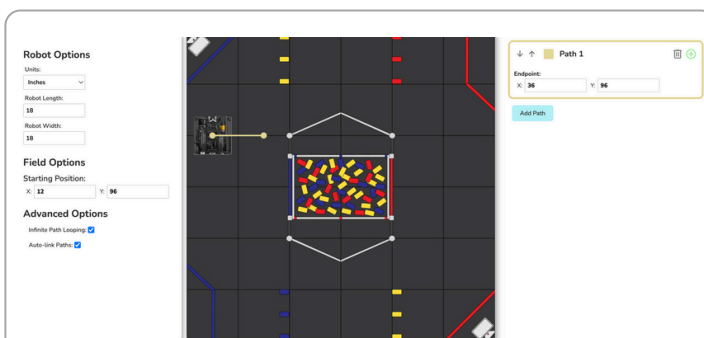 Robot Options
Units:
Inches
Robot Length:
18
Robot Width:
18
Field Options
Starting Position:
X: 12 Y: 96
Advanced Options
Infinite Path Looping:
Auto-link Paths:
Path 1
Endpoint:
X: 36 Y: 96
Add Path